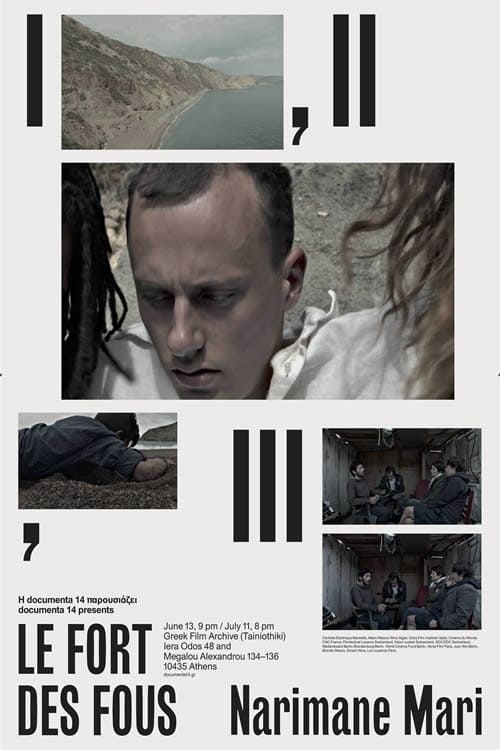 I
, II
, III
Η documenta 14 παρουσιάζει
documenta 14 presents
LE FORT
DES FOUS
June 13, 9 pm / July 11, 8 pm
Greek Film Archive (Tainiothiki)
Iera Odos 48 and
Megalou Alexandrou 134–136
10435 Athens
documenta14.gr
Narimane Mari